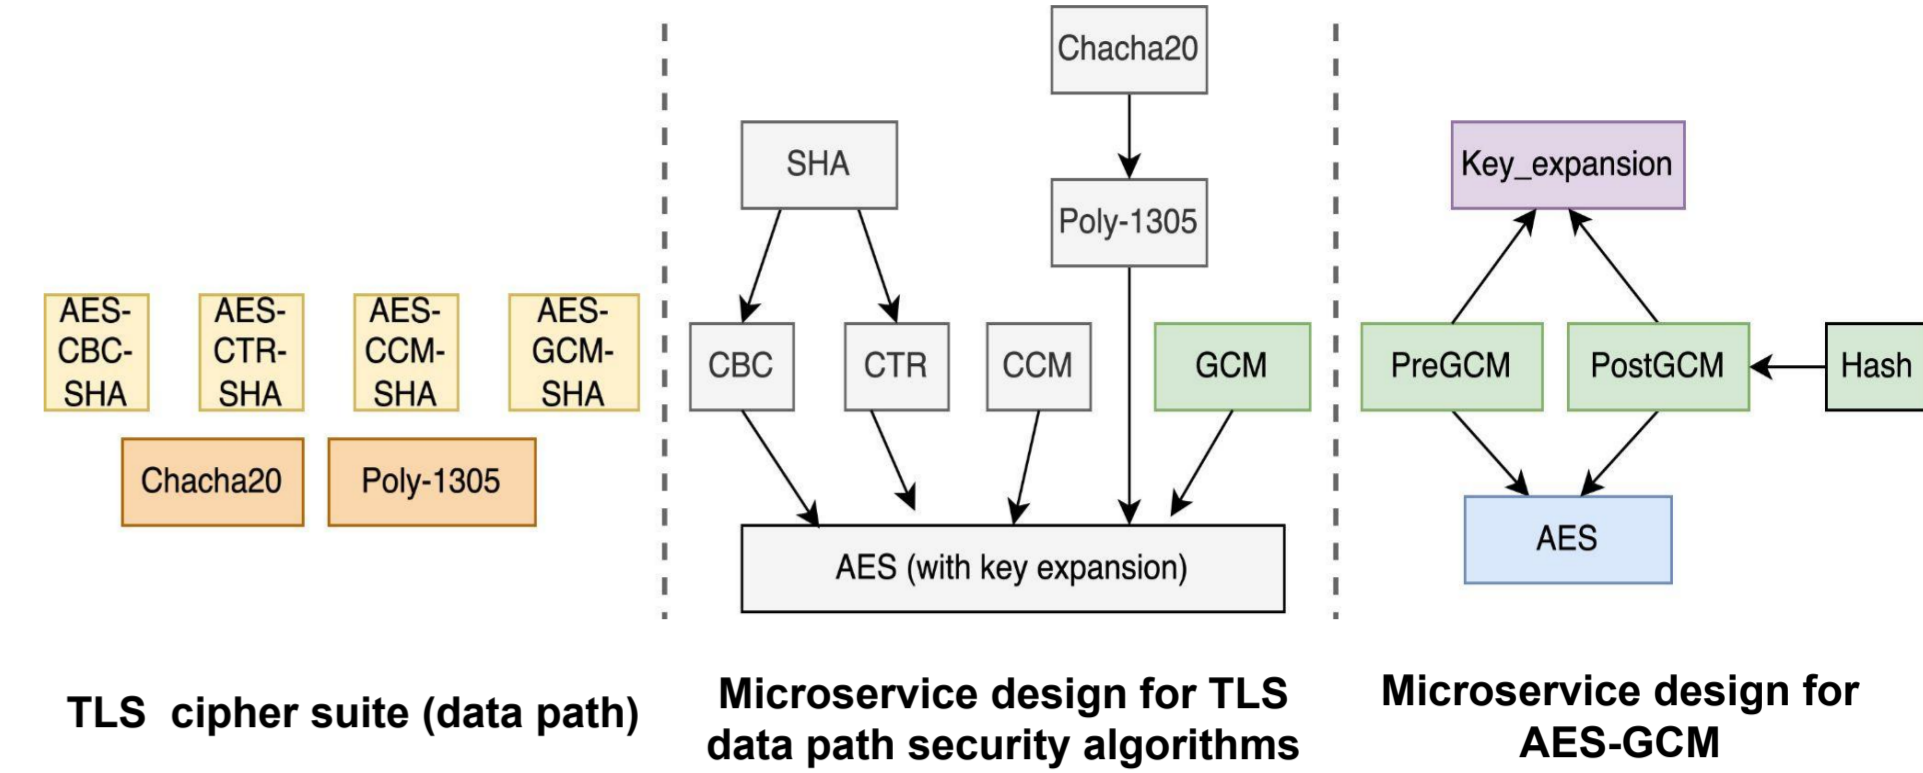 AES-
CBC-
SHA
AES-
CTR-
SHA
AES-
CCM-
SHA
AES-
GCM-
SHA
Chacha20
Poly-1305
TLS  cipher suite (data path)
Chacha20
SHA
Poly-1305
CBC
CTR
CCM
GCM
AES (with key expansion)
Microservice design for TLS
data path security algorithms
Key_expansion
PreGCM
PostGCM
Hash
AES
Microservice design for
AES-GCM